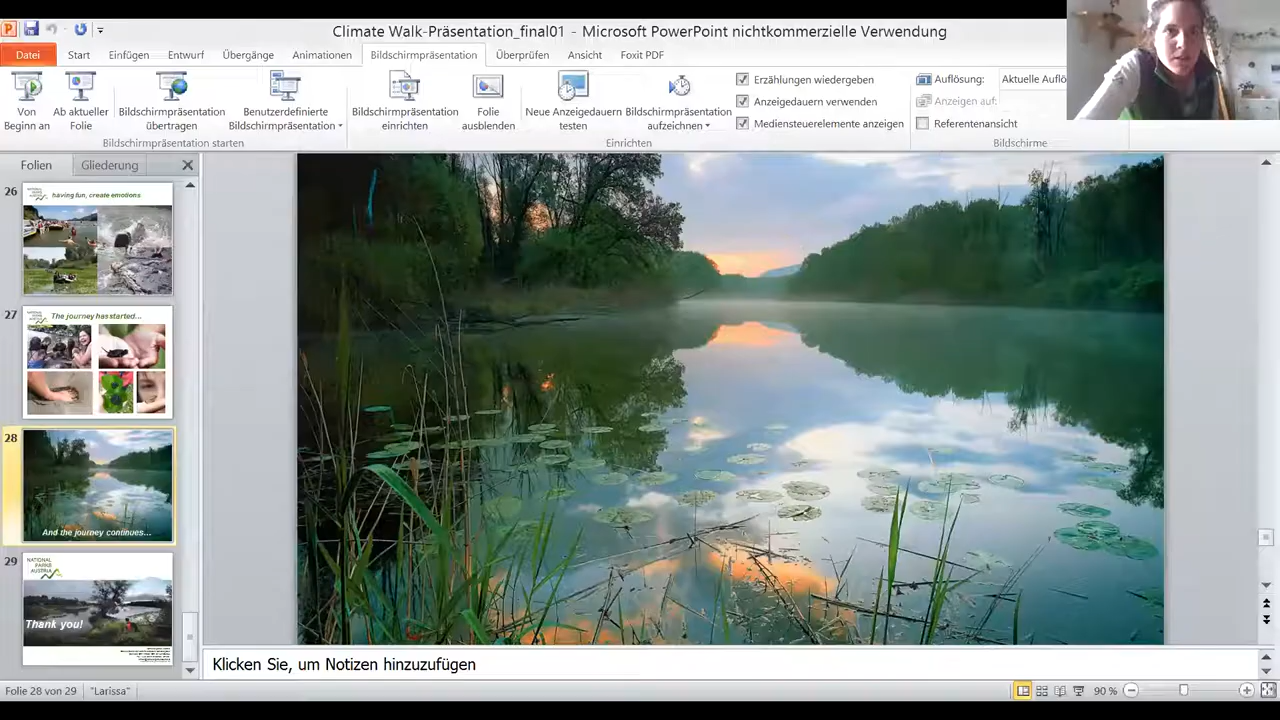 Climate Walk-Präsentation_final01 - Microsoft PowerPoint nichtkommerzielle Verwendung
Datei Start Einfügen Entwurf Übergänge Animationen Bildschirmpräsentation Überprüfen Ansicht Foxit PDF
Von Beginn an
Ab aktueller Folie
Bildschirmpräsentation übertragen
Benutzerdefinierte Bildschirmpräsentation
Bildschirmpräsentation starten
Bildschirmpräsentation einrichten
Folie ausblenden
Neue Anzeigedauern testen
Bildschirmpräsentation aufzeichnen
Erzählungen wiedergeben
Anzeigedauern verwenden
Mediensteuerelemente anzeigen
Einrichten
Auflösung: Aktuelle Auflö
Anzeigen auf:
Referentenansicht
Bildschirme
Folien Gliederung
26
having fun, create emotions
27
The journey has started...
28
And the journey continues...
29
NATIONAL
PARKS
AUSTRIA
Thank you!
Klicken Sie, um Notizen hinzuzufügen
Folie 28 von 29 "Larissa" 90 %